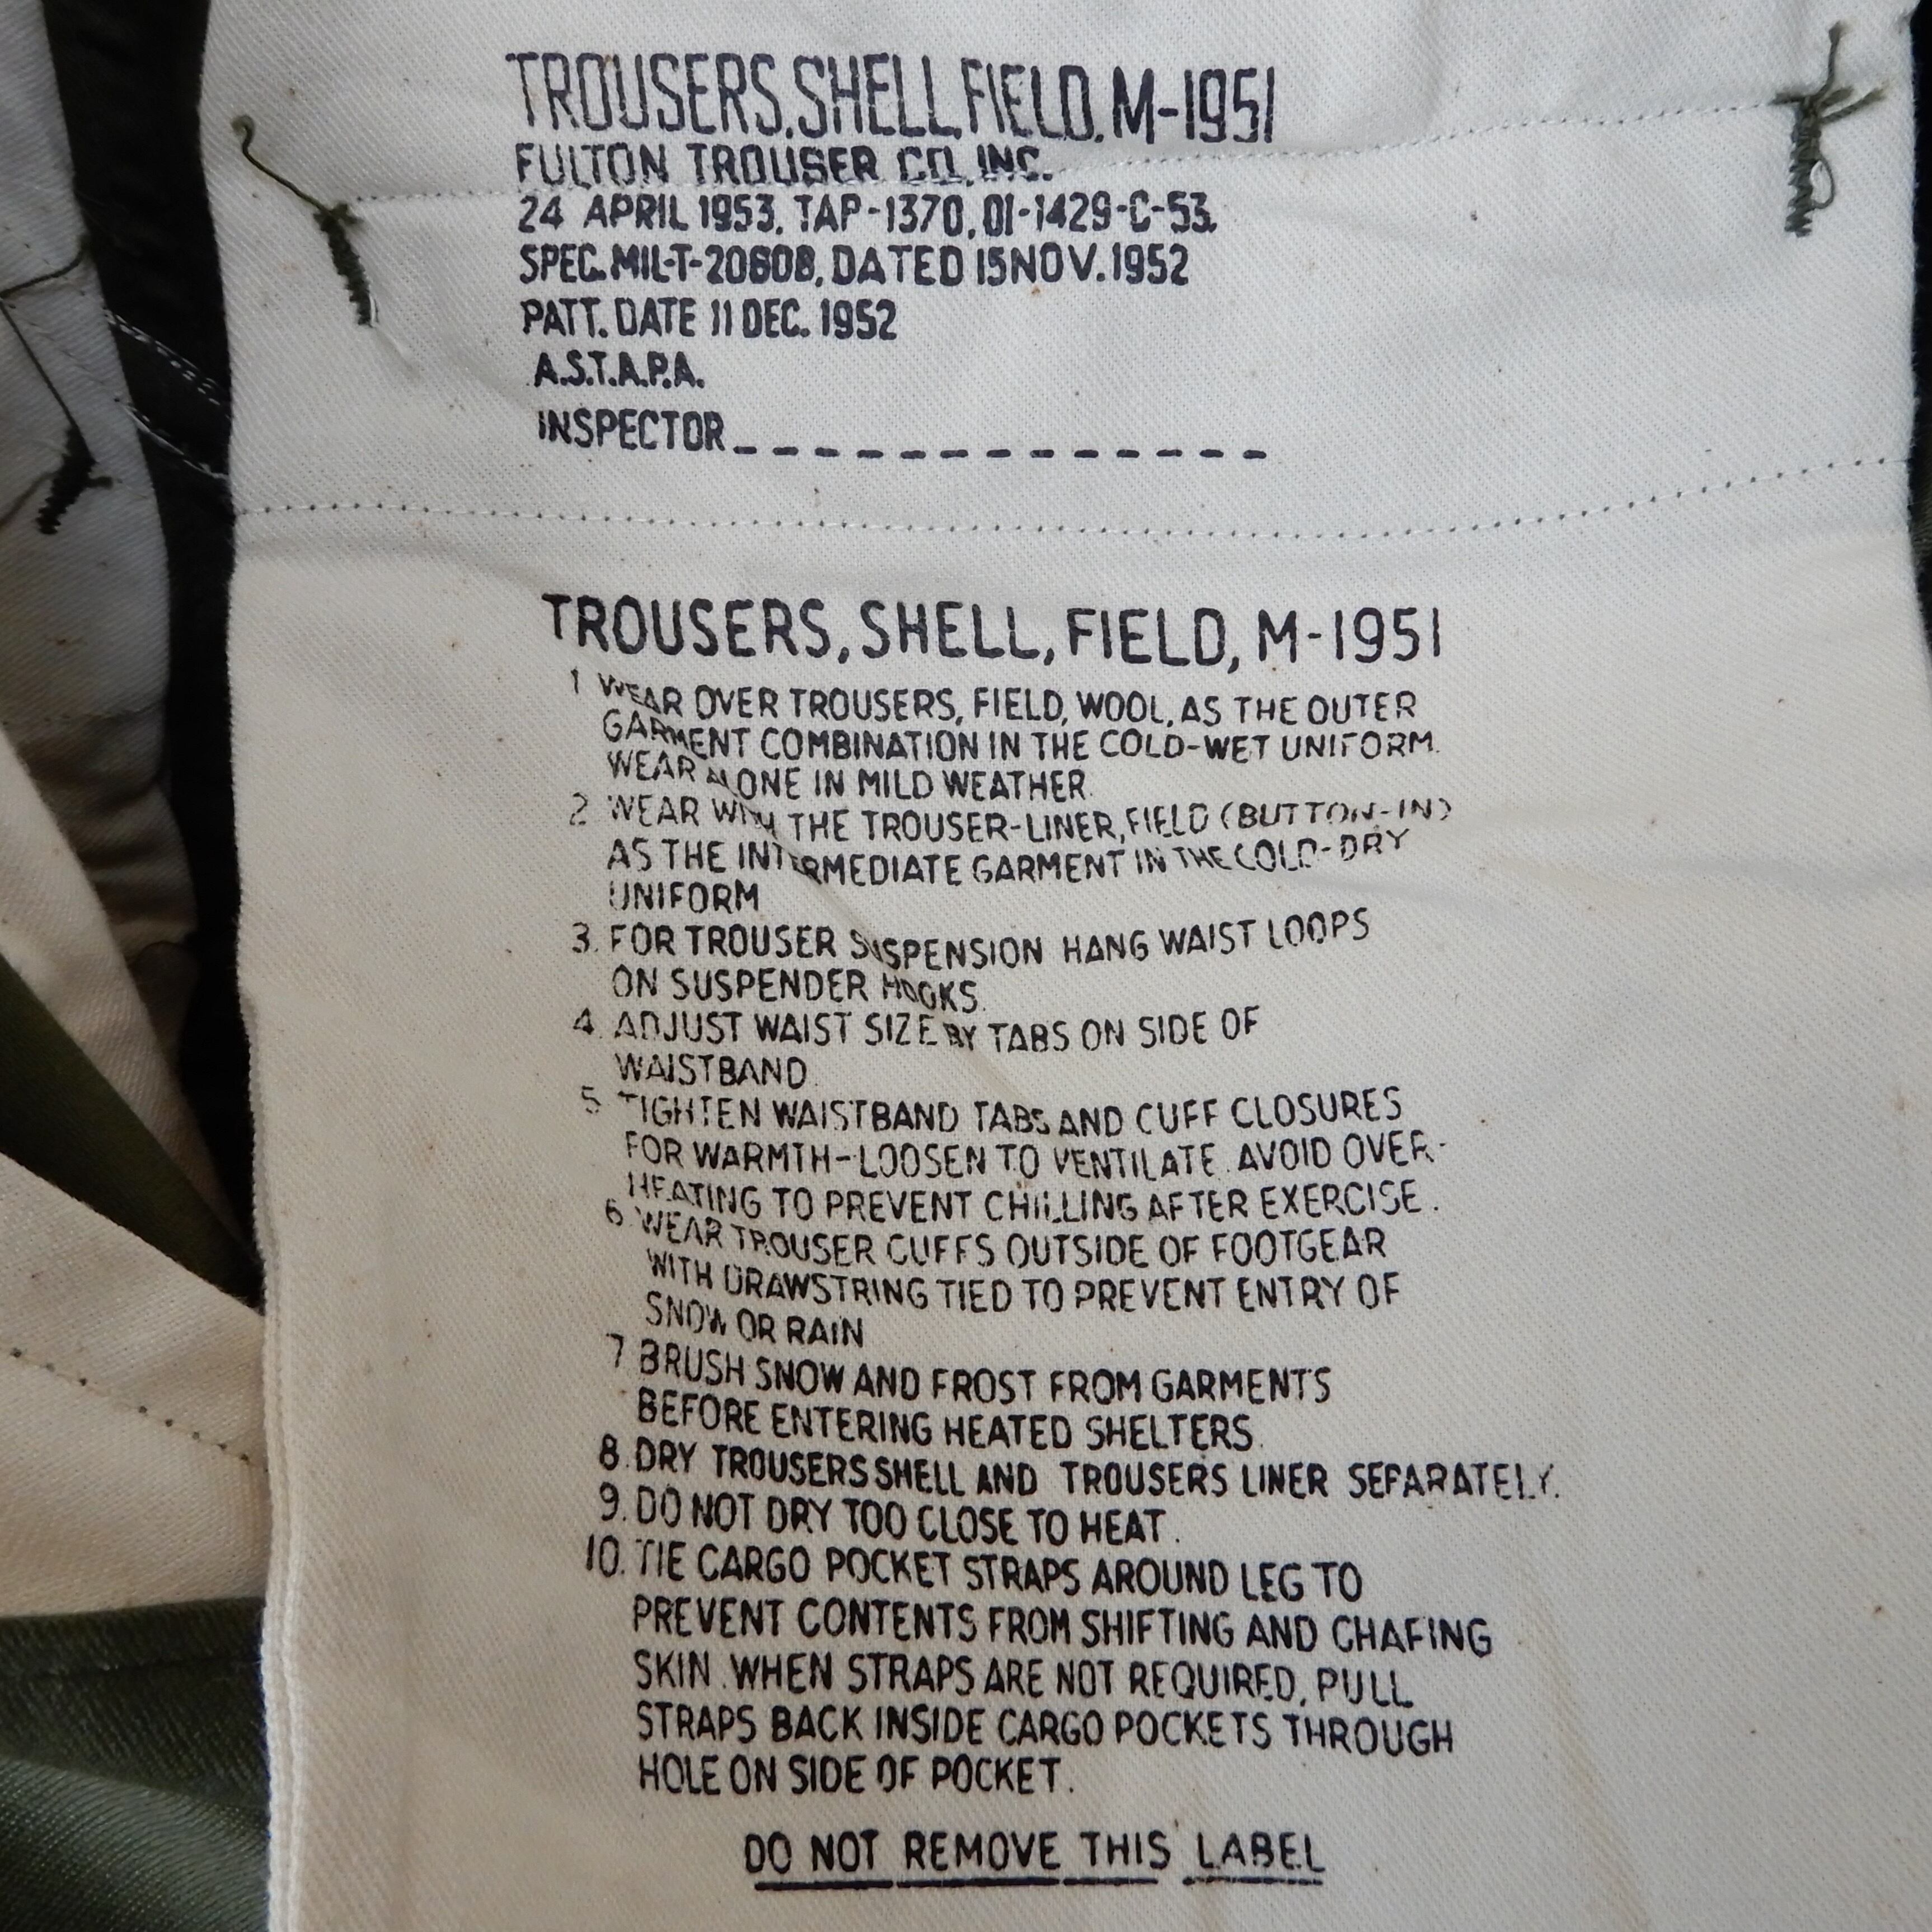 TROUSERS, SHELL, FIELD, M-1951
FULTON TROUSER CO. INC.
24 APRIL 1953, TAP-1370, OI-1429-C-53,
SPEC. MIL-T-20608, DATED 15 NOV. 1952
PATT. DATE 11 DEC. 1952
A.S.T.A.P.A.
INSPECTOR_ _ _ _ _ _ _ _ _ _ _ _ _
TROUSERS, SHELL, FIELD, M-1951
1 WEAR OVER TROUSERS, FIELD, WOOL, AS THE OUTER
GARMENT COMBINATION IN THE COLD-WET UNIFORM.
WEAR ALONE IN MILD WEATHER.
2 WEAR WITH THE TROUSER-LINER, FIELD (BUTTON-IN)
AS THE INTERMEDIATE GARMENT IN THE COLD-DRY
UNIFORM
3. FOR TROUSER SUSPENSION HANG WAIST LOOPS
ON SUSPENDER HOOKS.
4. ADJUST WAIST SIZE BY TABS ON SIDE OF
WAISTBAND.
5 TIGHTEN WAISTBAND TABS AND CUFF CLOSURES
FOR WARMTH-LOOSEN TO VENTILATE. AVOID OVER-
HEATING TO PREVENT CHILLING AFTER EXERCISE.
6. WEAR TROUSER CUFFS OUTSIDE OF FOOTGEAR
WITH DRAWSTRING TIED TO PREVENT ENTRY OF
SNOW OR RAIN
7 BRUSH SNOW AND FROST FROM GARMENTS
BEFORE ENTERING HEATED SHELTERS.
8. DRY TROUSERS SHELL AND TROUSERS LINER SEPARATELY.
9. DO NOT DRY TOO CLOSE TO HEAT.
10. TIE CARGO POCKET STRAPS AROUND LEG TO
PREVENT CONTENTS FROM SHIFTING AND CHAFING
SKIN. WHEN STRAPS ARE NOT REQUIRED, PULL
STRAPS BACK INSIDE CARGO POCKETS THROUGH
HOLE ON SIDE OF POCKET.
DO NOT REMOVE THIS LABEL